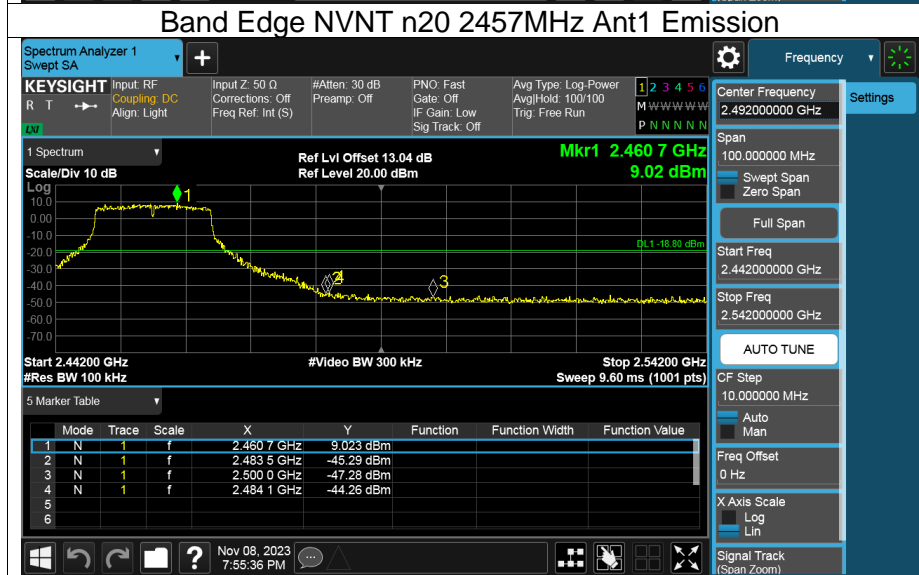 Band Edge NVNT n20 2457MHz Ant1 Emission
Spectrum Analyzer 1
Swept SA
+
Frequency
KEYSIGHT
R T
LXI
Input: RF
Coupling: DC
Align: Light
Input Z: 50 Ω
Corrections: Off
Freq Ref: Int (S)
#Atten: 30 dB
Preamp: Off
PNO: Fast
Gate: Off
IF Gain: Low
Sig Track: Off
Avg Type: Log-Power
Avg|Hold: 100/100
Trig: Free Run
1 2 3 4 5 6
M W W W W W
P N N N N N
Center Frequency
2.492000000 GHz
Settings
1 Spectrum
Scale/Div 10 dB
Ref Lvl Offset 13.04 dB
Ref Level 20.00 dBm
Mkr1 2.460 7 GHz
9.02 dBm
Log
10.0
0.00
-10.0
-20.0
-30.0
-40.0
-50.0
-60.0
-70.0
1
DL1 -18.80 dBm
2
4
3
Start 2.44200 GHz
#Res BW 100 kHz
#Video BW 300 kHz
Stop 2.54200 GHz
Sweep 9.60 ms (1001 pts)
Span
100.000000 MHz
Swept Span
Zero Span
Full Span
Start Freq
2.442000000 GHz
Stop Freq
2.542000000 GHz
AUTO TUNE
CF Step
10.000000 MHz
Auto
Man
Freq Offset
0 Hz
X Axis Scale
Log
Lin
Signal Track
(Span Zoom)
5 Marker Table
Mode Trace Scale X Y Function Function Width Function Value
1 N 1 f 2.460 7 GHz 9.023 dBm
2 N 1 f 2.483 5 GHz -45.29 dBm
3 N 1 f 2.500 0 GHz -47.28 dBm
4 N 1 f 2.484 1 GHz -44.26 dBm
5
6
?
Nov 08, 2023
7:55:36 PM